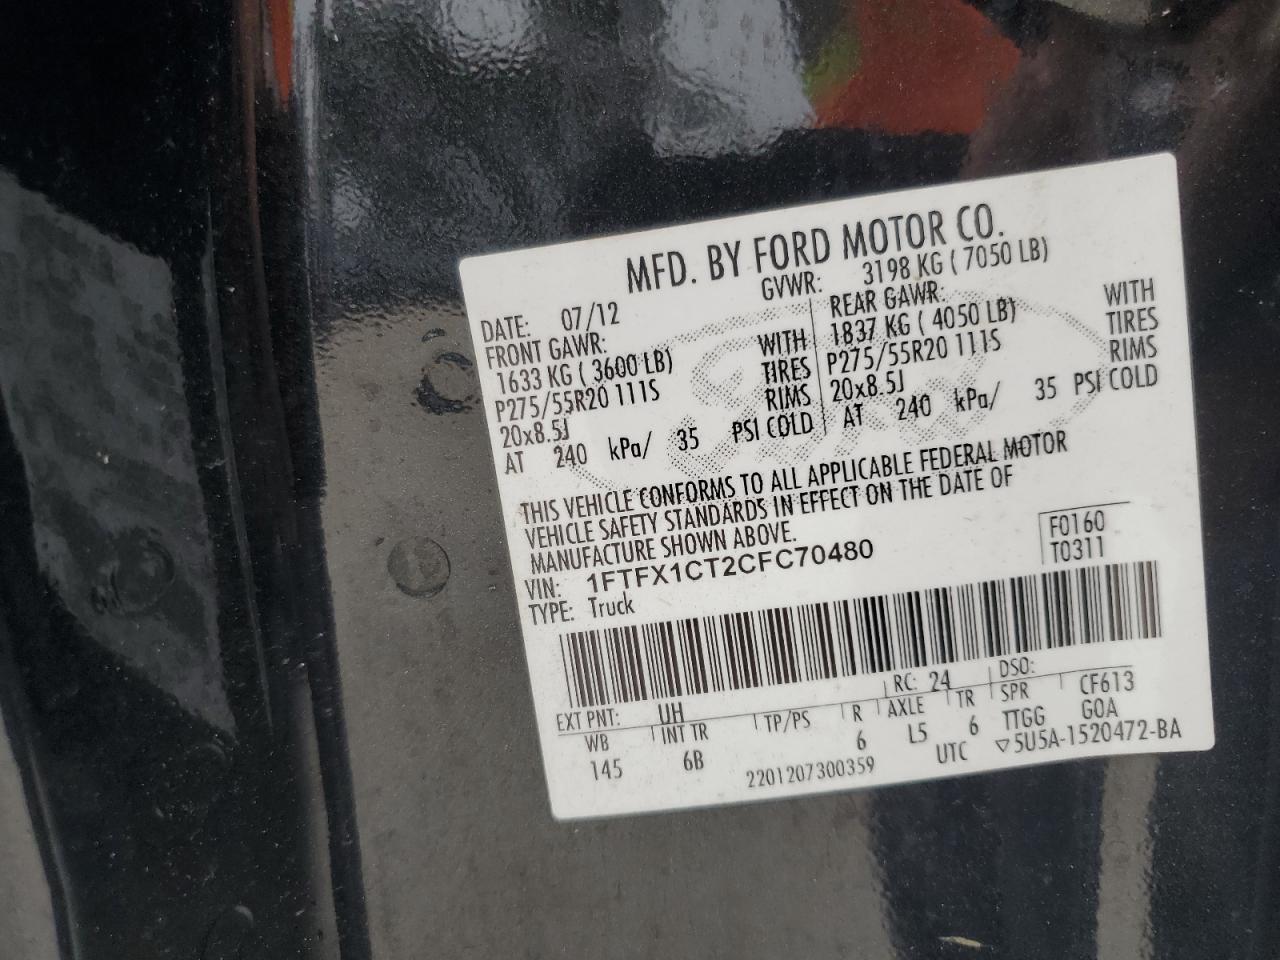 MFD. BY FORD MOTOR CO.
DATE: 07/12 GVWR: 3198 KG ( 7050 LB)
FRONT GAWR: REAR GAWR:
1633 KG ( 3600 LB) WITH 1837 KG ( 4050 LB) WITH
P275/55R20 111S TIRES P275/55R20 111S TIRES
20x8.5J RIMS 20x8.5J RIMS
AT 240 kPa/ 35 PSI COLD AT 240 kPa/ 35 PSI COLD
THIS VEHICLE CONFORMS TO ALL APPLICABLE FEDERAL MOTOR
VEHICLE SAFETY STANDARDS IN EFFECT ON THE DATE OF
MANUFACTURE SHOWN ABOVE.
VIN: 1FTFX1CT2CFC70480 F0160
TYPE: Truck T0311
EXT PNT: UH RC: 24 DSO: CF613
WB INT TR TP/PS R AXLE TR SPR TTGG GOA
145 6B 6 L5 6
2201207300359 UTC ▽5U5A-1520472-BA